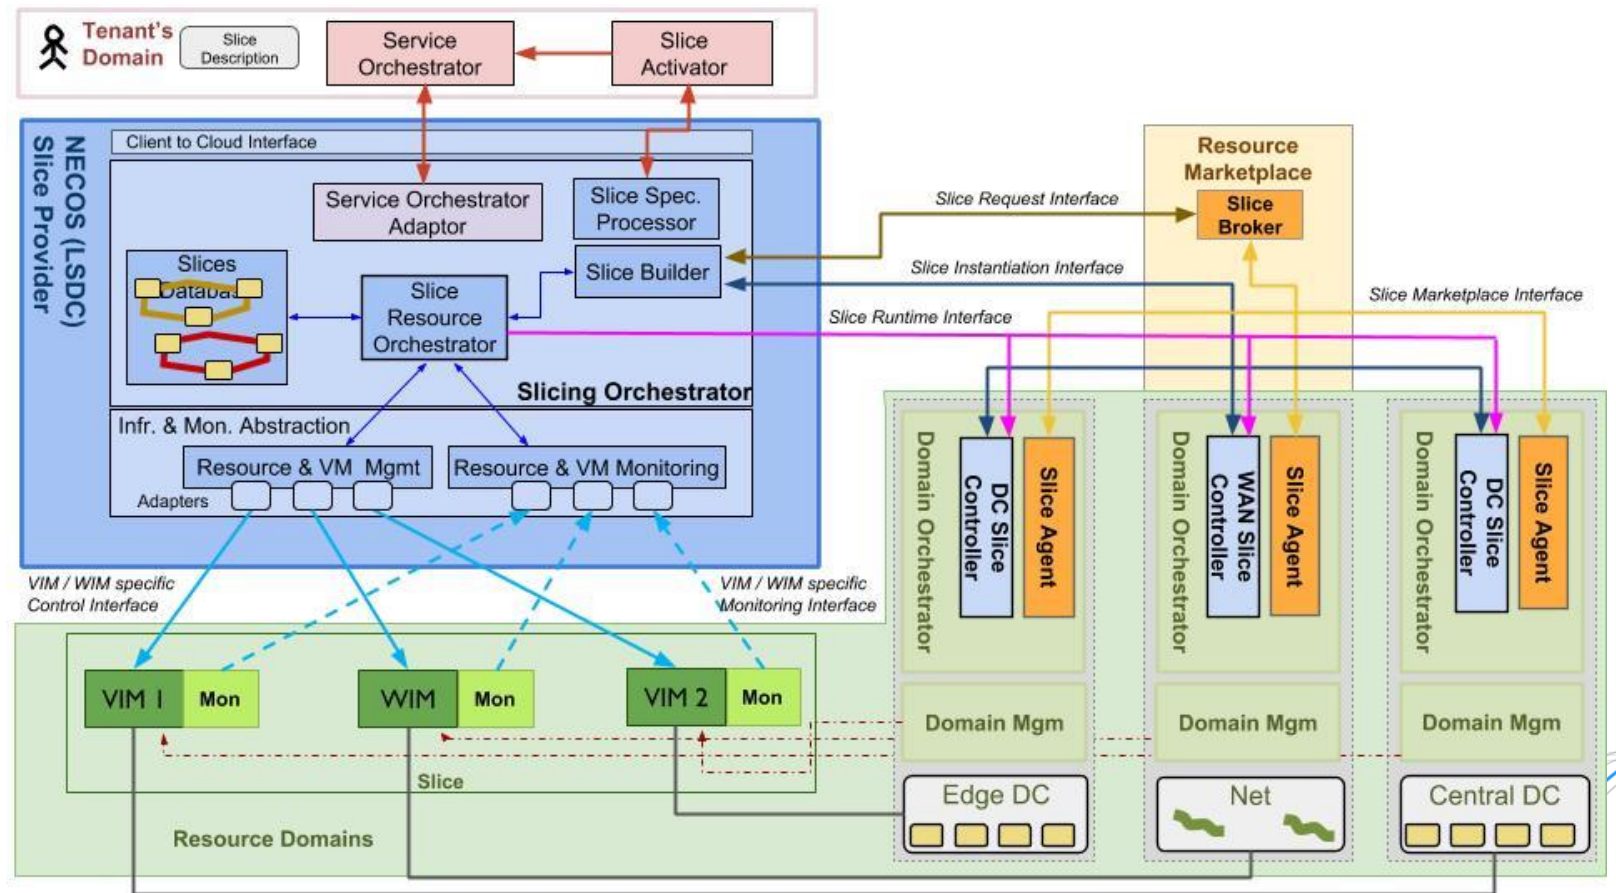 Tenant's
Domain
Slice
Description
Service
Orchestrator
Slice
Activator
NECOS (LSDC)
Slice Provider
Client to Cloud Interface
Service Orchestrator
Adaptor
Slice Spec.
Processor
Slice Builder
Slices
Database
Slice
Resource
Orchestrator
Slicing Orchestrator
Infr. & Mon. Abstraction
Resource & VM Mgmt
Resource & VM Monitoring
Adapters
Resource
Marketplace
Slice
Broker
Slice Request Interface
Slice Instantiation Interface
Slice Marketplace Interface
Slice Runtime Interface
VIM / WIM specific
Control Interface
VIM / WIM specific
Monitoring Interface
VIM 1
Mon
WIM
Mon
VIM 2
Mon
Slice
Resource Domains
Domain Orchestrator
DC Slice
Controller
Slice Agent
Domain Mgm
Edge DC
Domain Orchestrator
WAN Slice
Controller
Slice Agent
Domain Mgm
Net
Domain Orchestrator
DC Slice
Controller
Slice Agent
Domain Mgm
Central DC